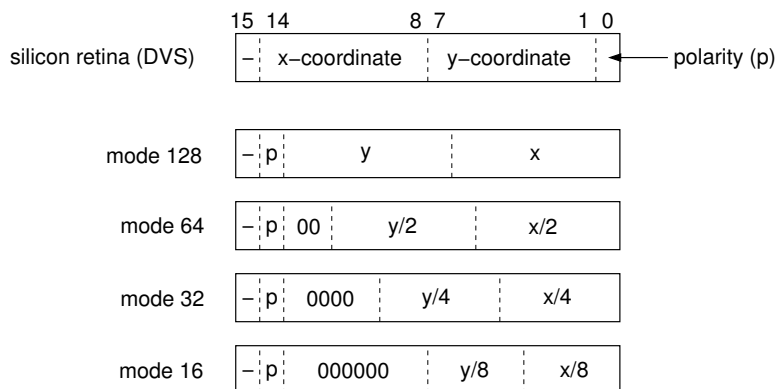 15 14 8 7 1 0
silicon retina (DVS) – x–coordinate y–coordinate polarity (p)
mode 128 – p y x
mode 64 – p 00 y/2 x/2
mode 32 – p 0000 y/4 x/4
mode 16 – p 000000 y/8 x/8